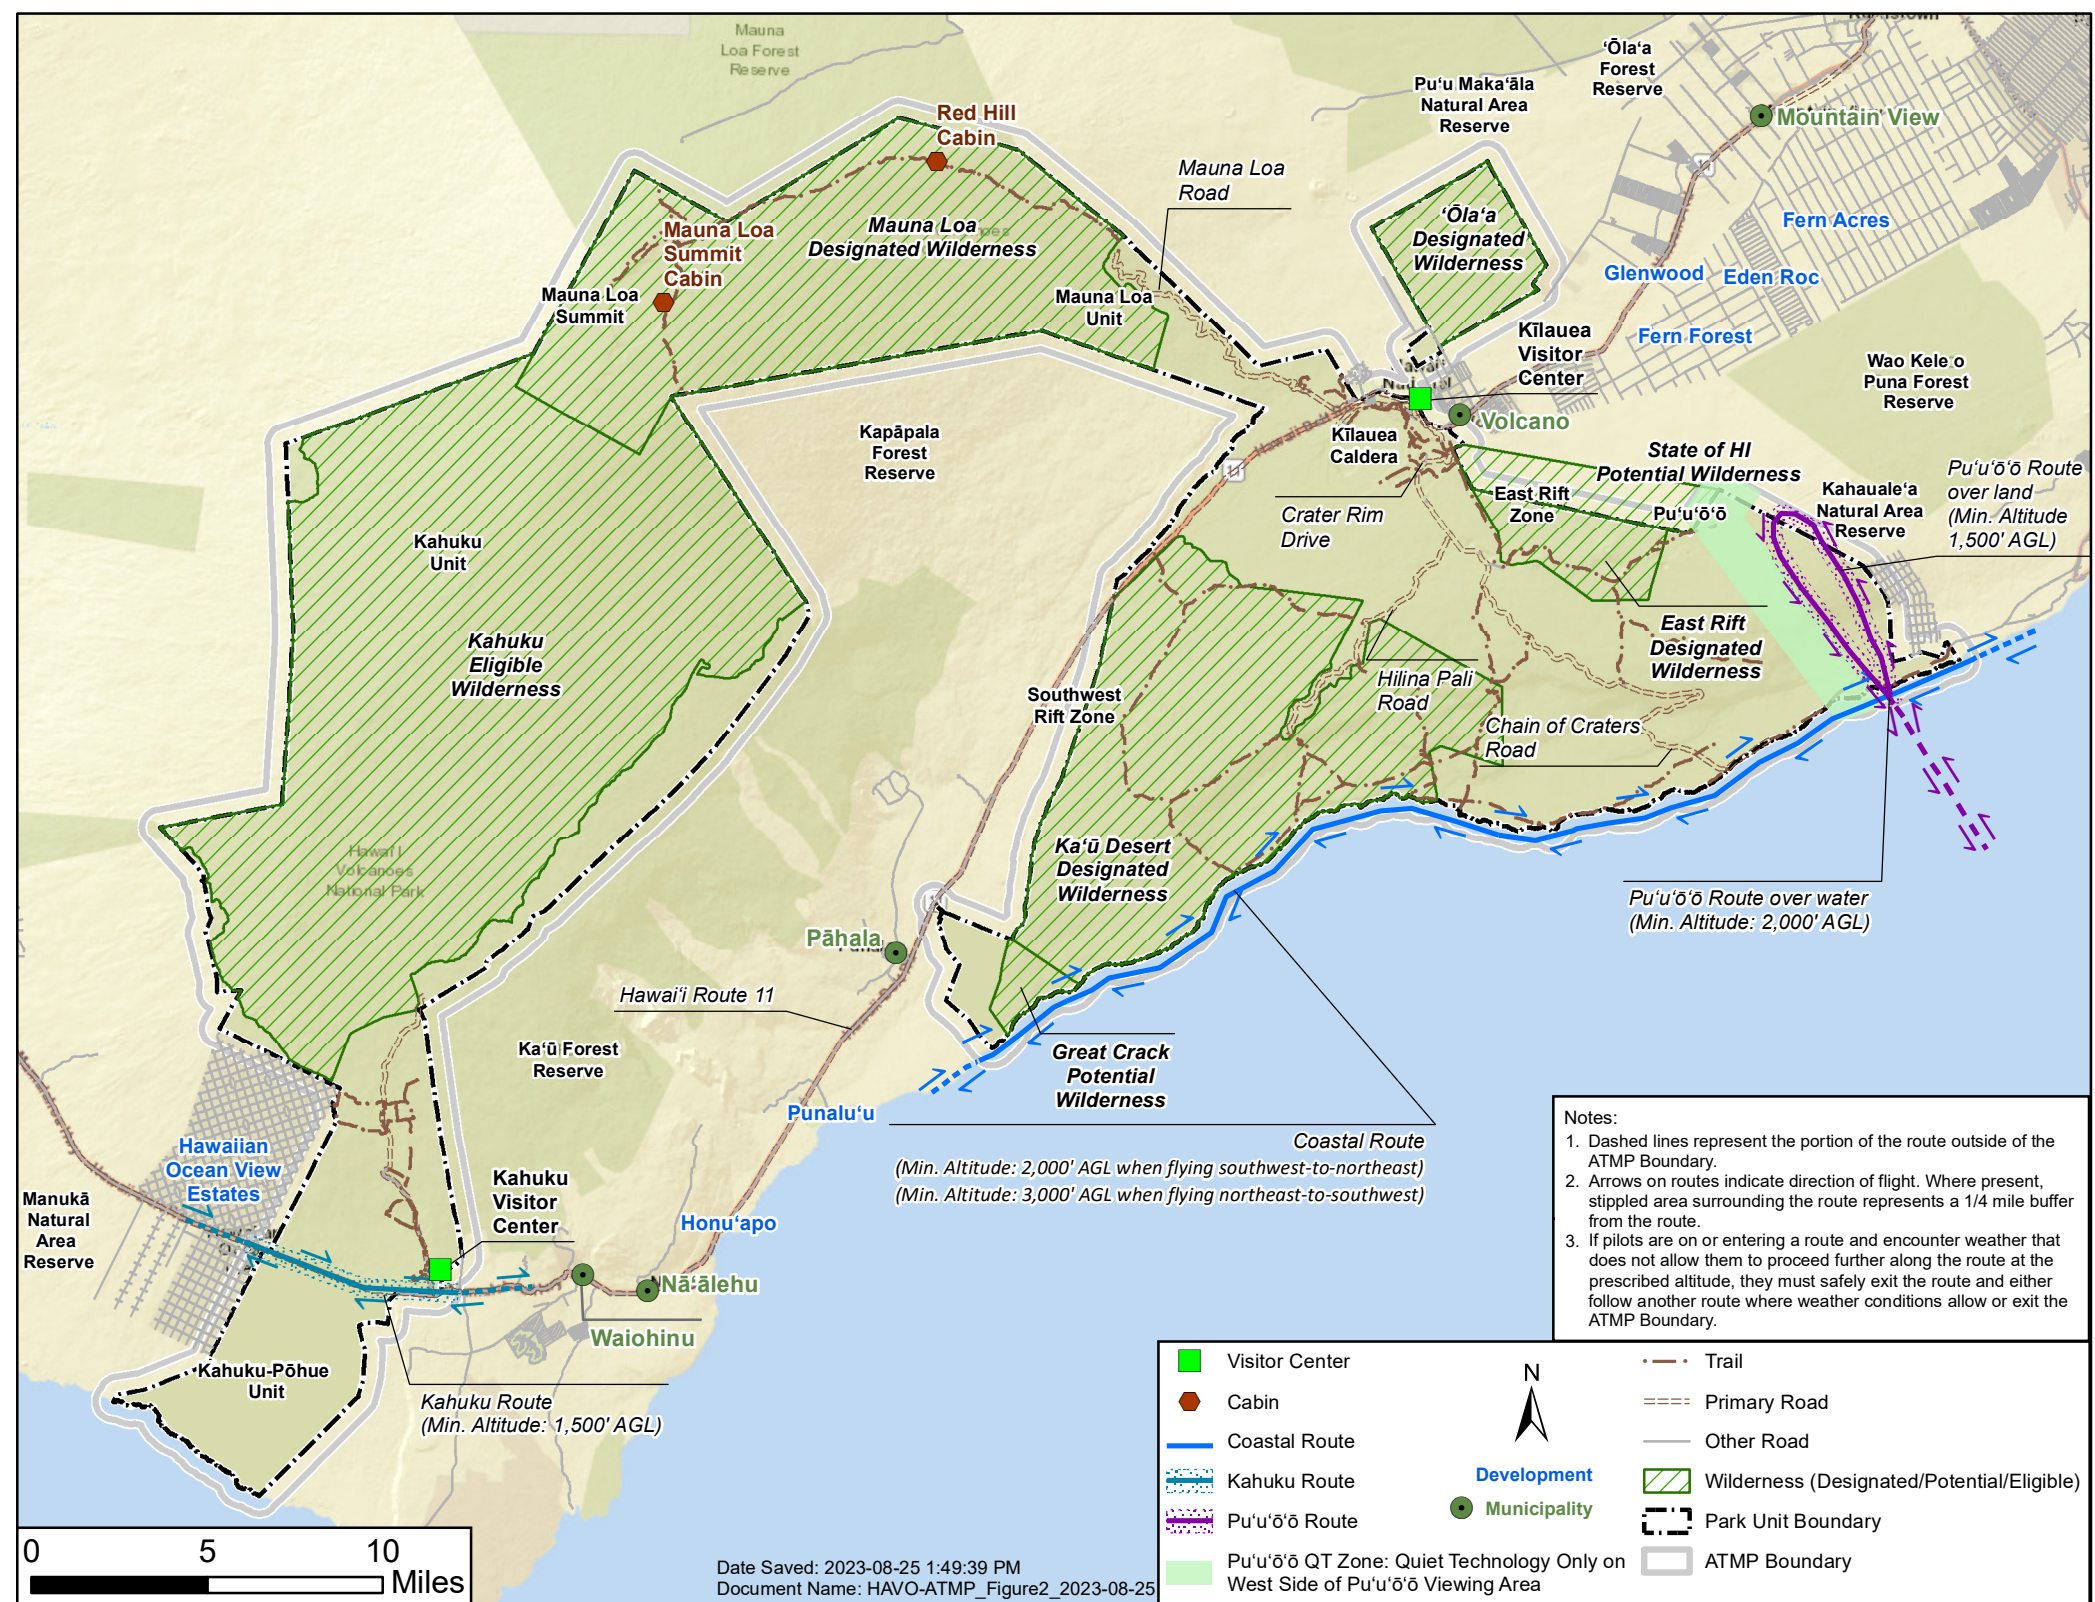 Mauna
Loa Forest
Reserve
Red Hill
Cabin
Mauna Loa
Road
Pu‘u Maka‘āla
Natural Area
Reserve
‘Ōla‘a
Forest
Reserve
Mountain View
11
‘Ōla‘a
Designated
Wilderness
Fern Acres
Glenwood
Eden Roc
Fern Forest
Mauna Loa
Summit
Cabin
Mauna Loa
Designated Wilderness
Mauna Loa
Summit
Mauna Loa
Unit
Kīlauea
Visitor
Center
Wao Kele o
Puna Forest
Reserve
Volcano
Kīlauea
Caldera
Kapāpala
Forest
Reserve
11
State of HI
Potential Wilderness
East Rift
Zone
Pu‘u‘ō‘ō
Kahauale‘a
Natural Area
Reserve
Pu‘u‘ō‘ō Route
over land
(Min. Altitude
1,500' AGL)
Crater Rim
Drive
Kahuku
Unit
Kahuku
Eligible
Wilderness
East Rift
Designated
Wilderness
Southwest
Rift Zone
Hilina Pali
Road
Chain of Craters
Road
Hawai‘i
Volcanoes
National Park
Ka‘ū Desert
Designated
Wilderness
Pu‘u‘ō‘ō Route over water
(Min. Altitude: 2,000' AGL)
Pāhala
Hawai‘i Route 11
Ka‘ū Forest
Reserve
Great Crack
Potential
Wilderness
Punalu‘u
Coastal Route
(Min. Altitude: 2,000' AGL when flying southwest-to-northeast)
(Min. Altitude: 3,000' AGL when flying northeast-to-southwest)
Hawaiian
Ocean View
Estates
Manukā
Natural
Area
Reserve
Kahuku
Visitor
Center
Honu‘apo
Nā‘ālehu
Waiohinu
Kahuku-Pōhue
Unit
Kahuku Route
(Min. Altitude: 1,500' AGL)
Notes:
1. Dashed lines represent the portion of the route outside of the
ATMP Boundary.
2. Arrows on routes indicate direction of flight. Where present,
stippled area surrounding the route represents a 1/4 mile buffer
from the route.
3. If pilots are on or entering a route and encounter weather that
does not allow them to proceed further along the route at the
prescribed altitude, they must safely exit the route and either
follow another route where weather conditions allow or exit the
ATMP Boundary.
Visitor Center
Cabin
Coastal Route
Kahuku Route
Pu‘u‘ō‘ō Route
Pu‘u‘ō‘ō QT Zone: Quiet Technology Only on
West Side of Pu‘u‘ō‘ō Viewing Area
N
Development
Municipality
Trail
Primary Road
Other Road
Wilderness (Designated/Potential/Eligible)
Park Unit Boundary
ATMP Boundary
0 5 10
Miles
Date Saved: 2023-08-25 1:49:39 PM
Document Name: HAVO-ATMP_Figure2_2023-08-25